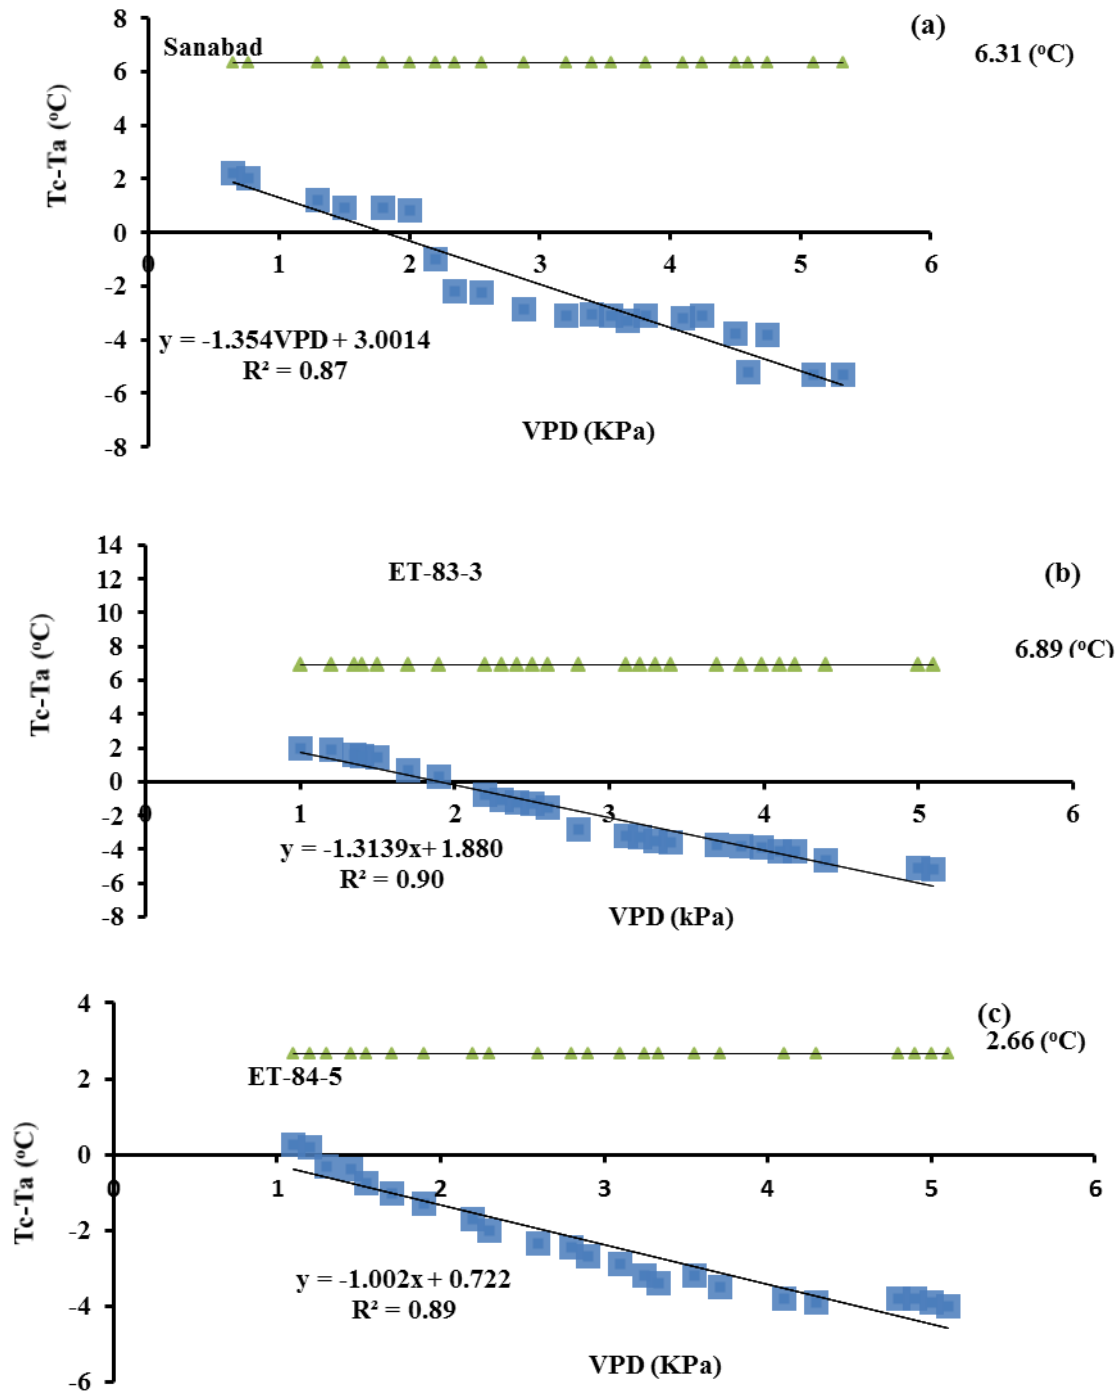 (a)
Sanabad
6.31 (ºC)
Tc-Ta (ºC)
8
6
4
2
0
-2
-4
-6
-8
0 1 2 3 4 5 6
y = -1.354VPD + 3.0014
R² = 0.87
VPD (KPa)
(b)
ET-83-3
6.89 (ºC)
Tc-Ta (ºC)
14
12
10
8
6
4
2
0
-2
-4
-6
-8
0 1 2 3 4 5 6
y = -1.3139x+ 1.880
R² = 0.90
VPD (kPa)
(c)
2.66 (ºC)
ET-84-5
Tc-Ta (ºC)
4
2
0
-2
-4
-6
0 1 2 3 4 5 6
y = -1.002x + 0.722
R² = 0.89
VPD (KPa)